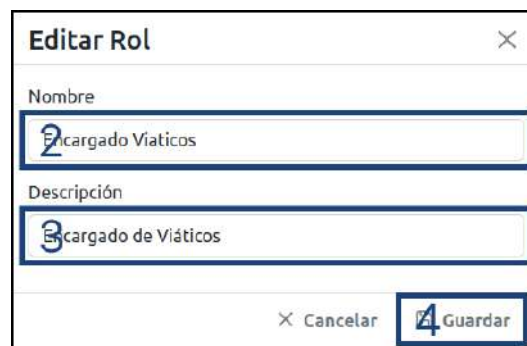 Editar Rol
Nombre
2
Encargado Viaticos
Descripción
3
Encargado de Viáticos
Cancelar
4
Guardar